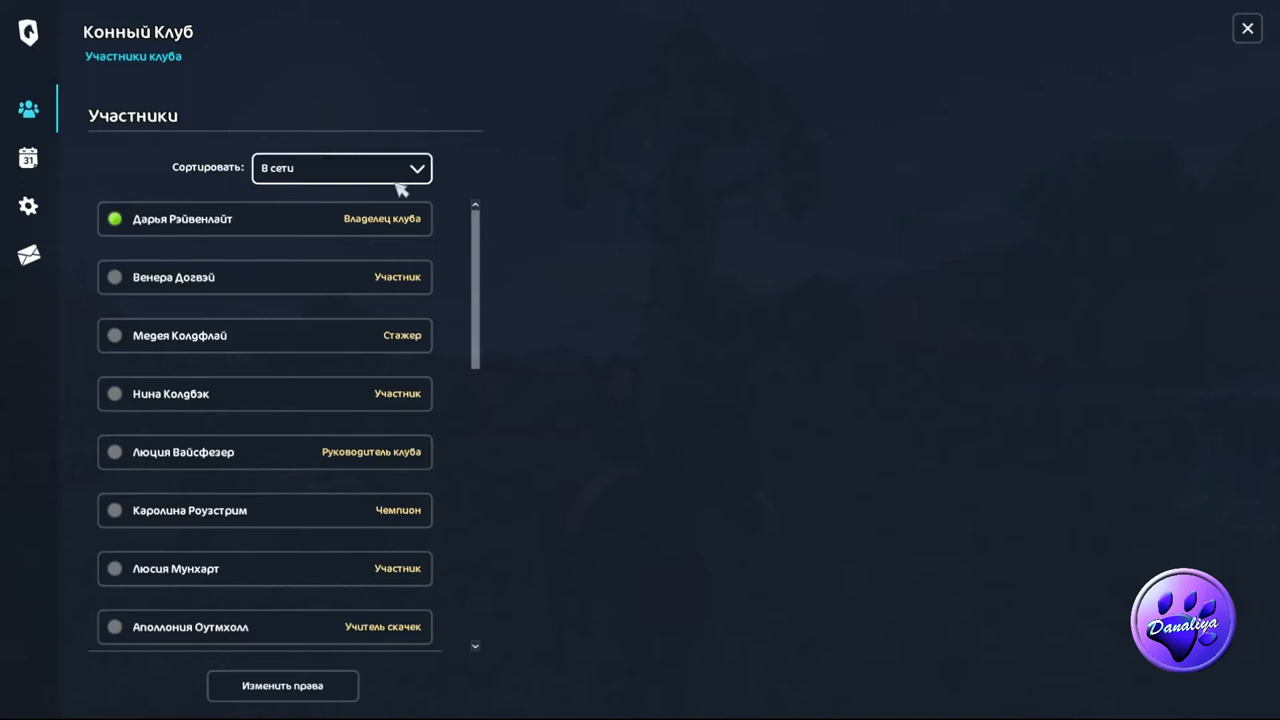 Конный Клуб
Участники клуба
31
Участники
Сортировать: В сети
Дарья Рэйвенлайт Владелец клуба
Венера Догвэй Участник
Медея Колдфлай Стажер
Нина Колдбэк Участник
Люция Вайсфезер Руководитель клуба
Каролина Роузстрим Чемпион
Люсия Мунхарт Участник
Аполлония Оутмхолл Учитель скачек
Изменить права
Danaliya